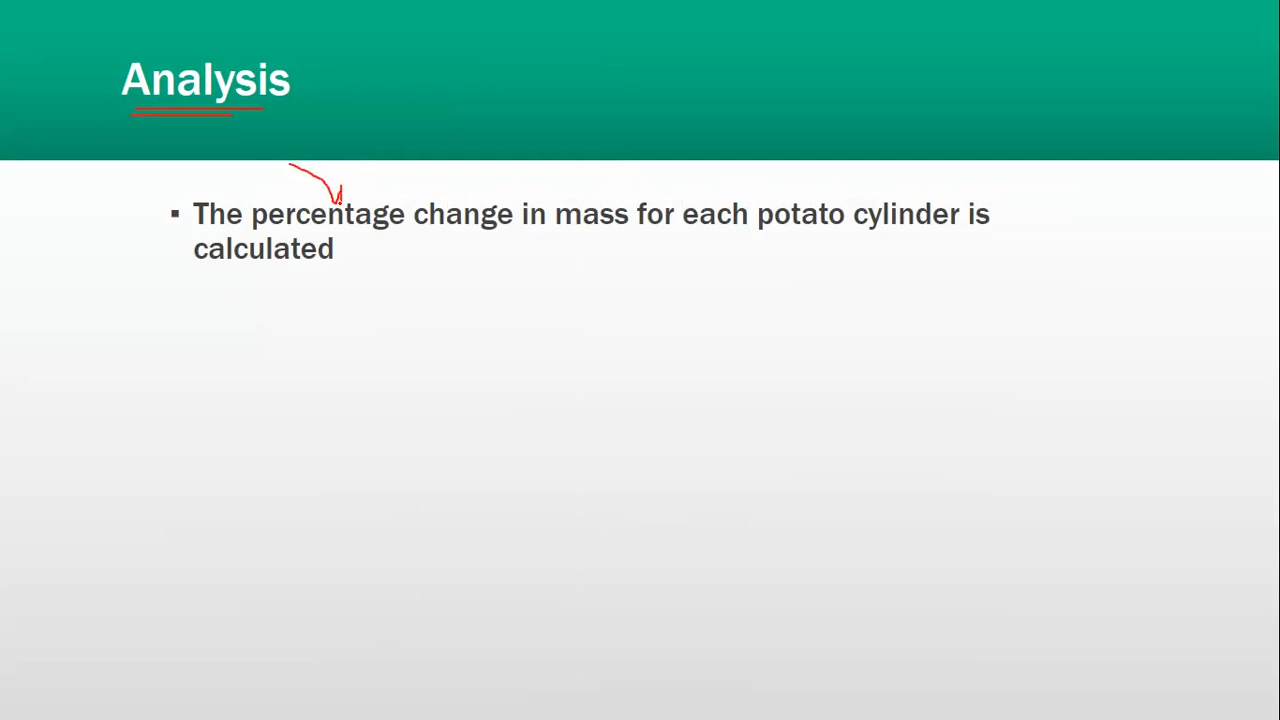 Analysis
▪ The percentage change in mass for each potato cylinder is
calculated